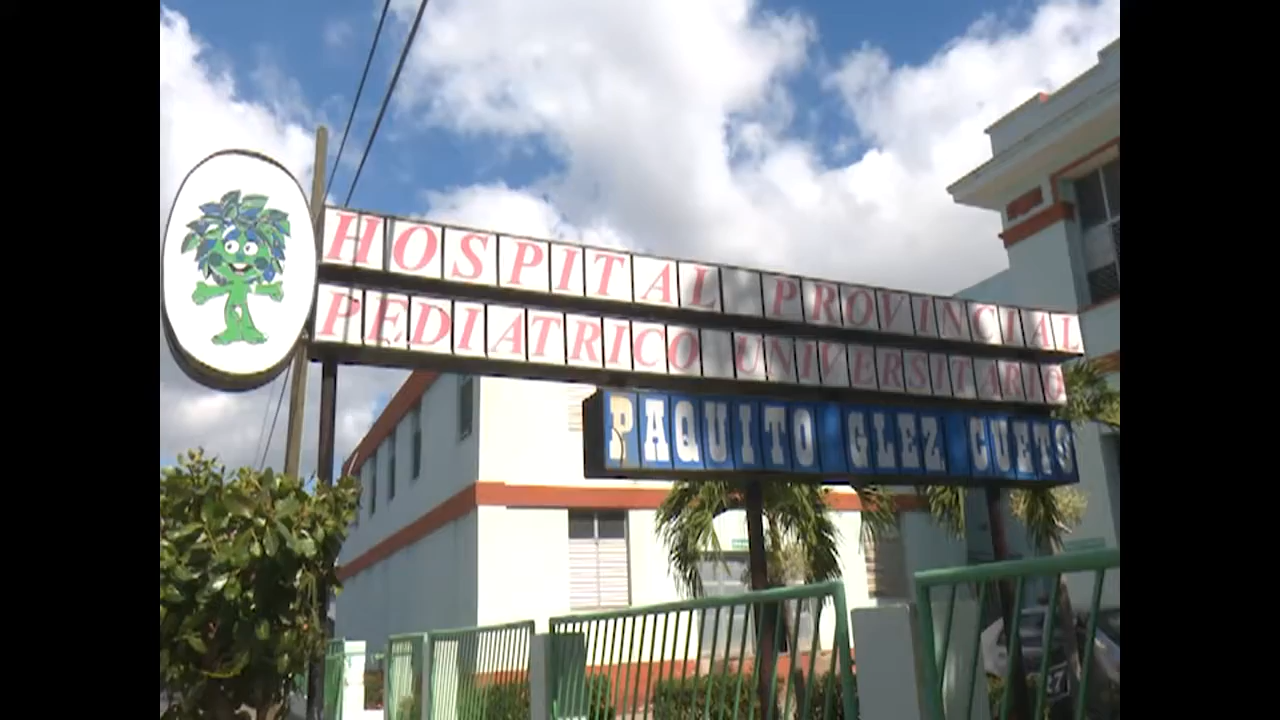 HOSPITAL PROVINCIAL
PEDIATRICO UNIVERSITARIO
PAQUITO GLEZ CUETO